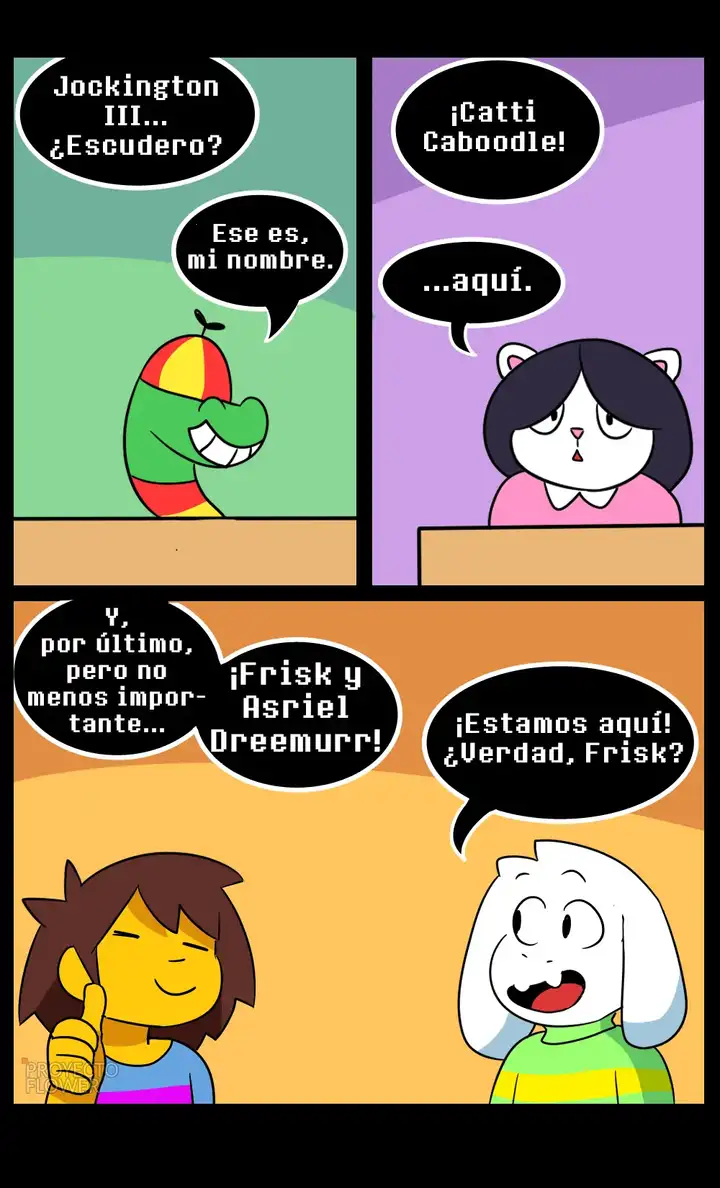 Jockington
III...
¿Escudero?
Ese es,
mi nombre.
¡Catti
Caboodle!
...aquí.
Y,
por último,
pero no
menos impor-
tante...
¡Frisk y
Asriel
Dreemurr!
¡Estamos aquí!
¿Verdad, Frisk?
PROYECTO
FLOWER